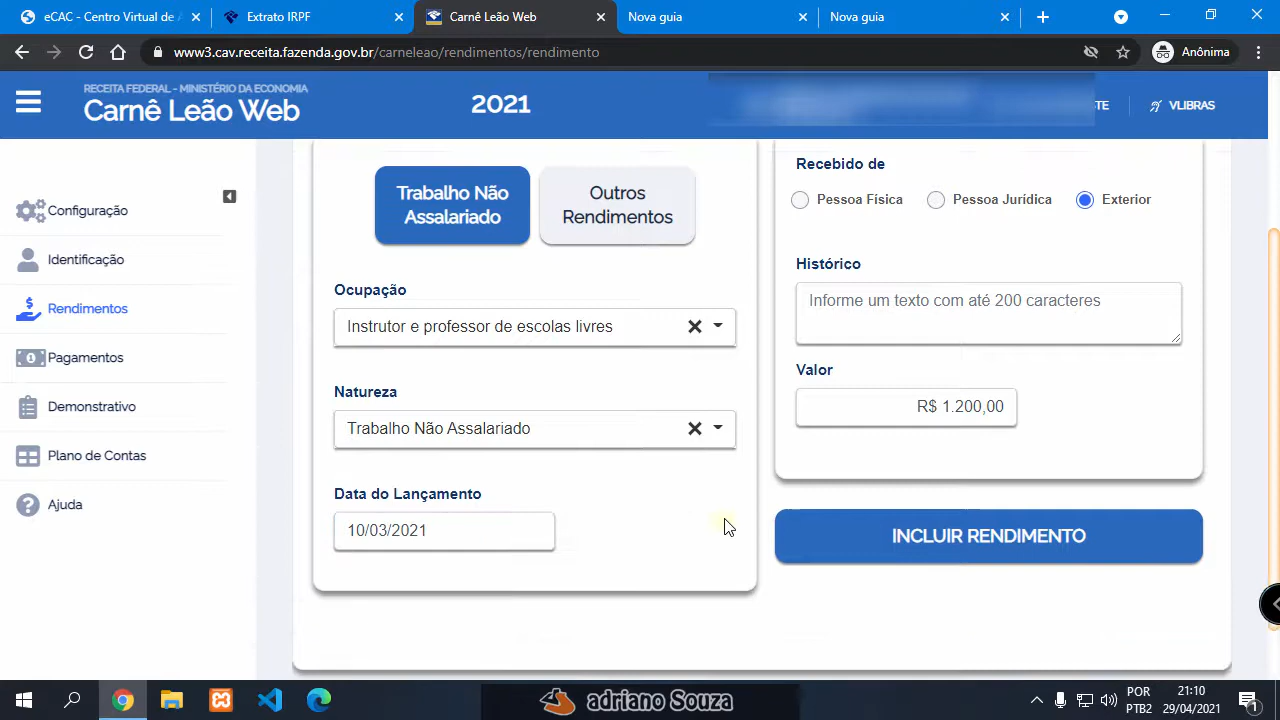 eCAC - Centro Virtual de
Extrato IRPF
Carnê Leão Web
Nova guia
Nova guia
www3.cav.receita.fazenda.gov.br/carneleao/rendimentos/rendimento
Anônima
RECEITA FEDERAL - MINISTÉRIO DA ECONOMIA
Carnê Leão Web
2021
TE
VLIBRAS
Configuração
Identificação
Rendimentos
Pagamentos
Demonstrativo
Plano de Contas
Ajuda
Trabalho Não
Assalariado
Outros
Rendimentos
Ocupação
Instrutor e professor de escolas livres
Natureza
Trabalho Não Assalariado
Data do Lançamento
10/03/2021
Recebido de
Pessoa Física
Pessoa Jurídica
Exterior
Histórico
Informe um texto com até 200 caracteres
Valor
R$ 1.200,00
INCLUIR RENDIMENTO
adriano Souza
POR
PTB2
21:10
29/04/2021
1